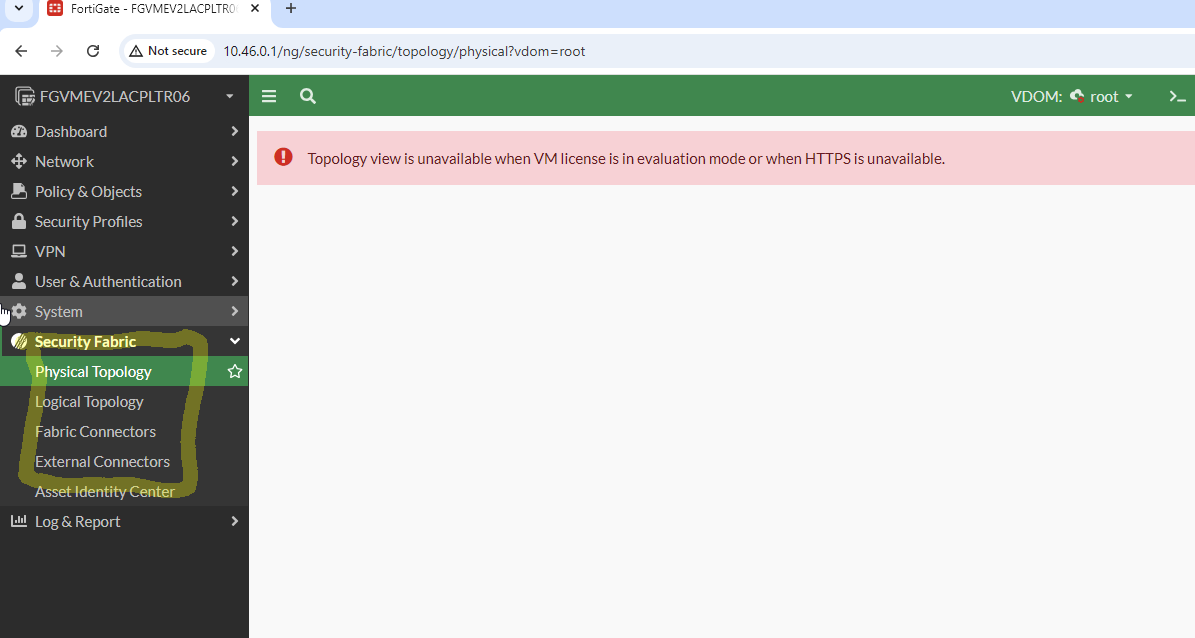 FortiGate - FGVMEV2LACPLTR0
Not secure
10.46.0.1/ng/security-fabric/topology/physical?vdom=root
FGVMEV2LACPLTR06
VDOM: root
Dashboard
Network
Policy & Objects
Security Profiles
VPN
User & Authentication
System
Security Fabric
Physical Topology
Logical Topology
Fabric Connectors
External Connectors
Asset Identity Center
Log & Report
Topology view is unavailable when VM license is in evaluation mode or when HTTPS is unavailable.